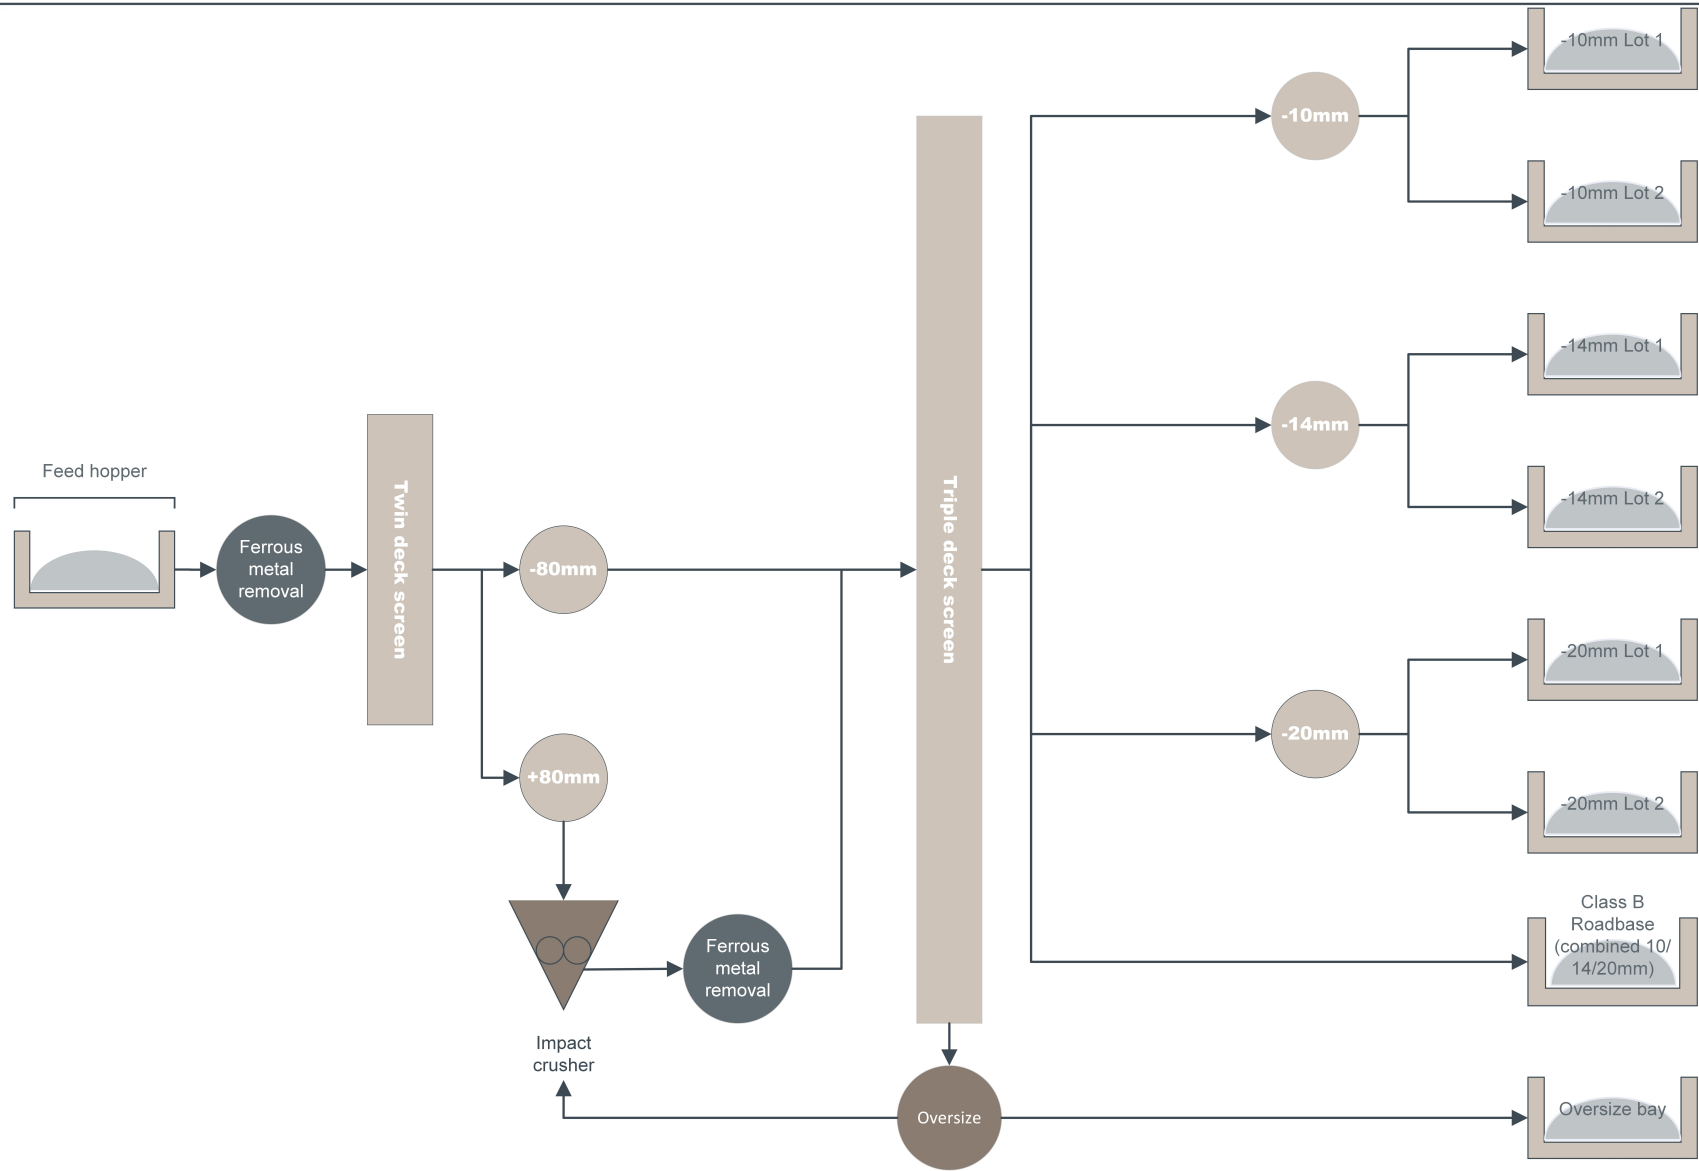 -10mm Lot 1
-10mm
-10mm Lot 2
-14mm Lot 1
-14mm
-14mm Lot 2
Feed hopper
Ferrous
metal
removal
Twin deck screen
-80mm
Triple deck screen
-20mm Lot 1
-20mm
+80mm
-20mm Lot 2
Class B
Roadbase
(combined 10/
14/20mm)
Ferrous
metal
removal
Impact
crusher
Oversize
Oversize bay